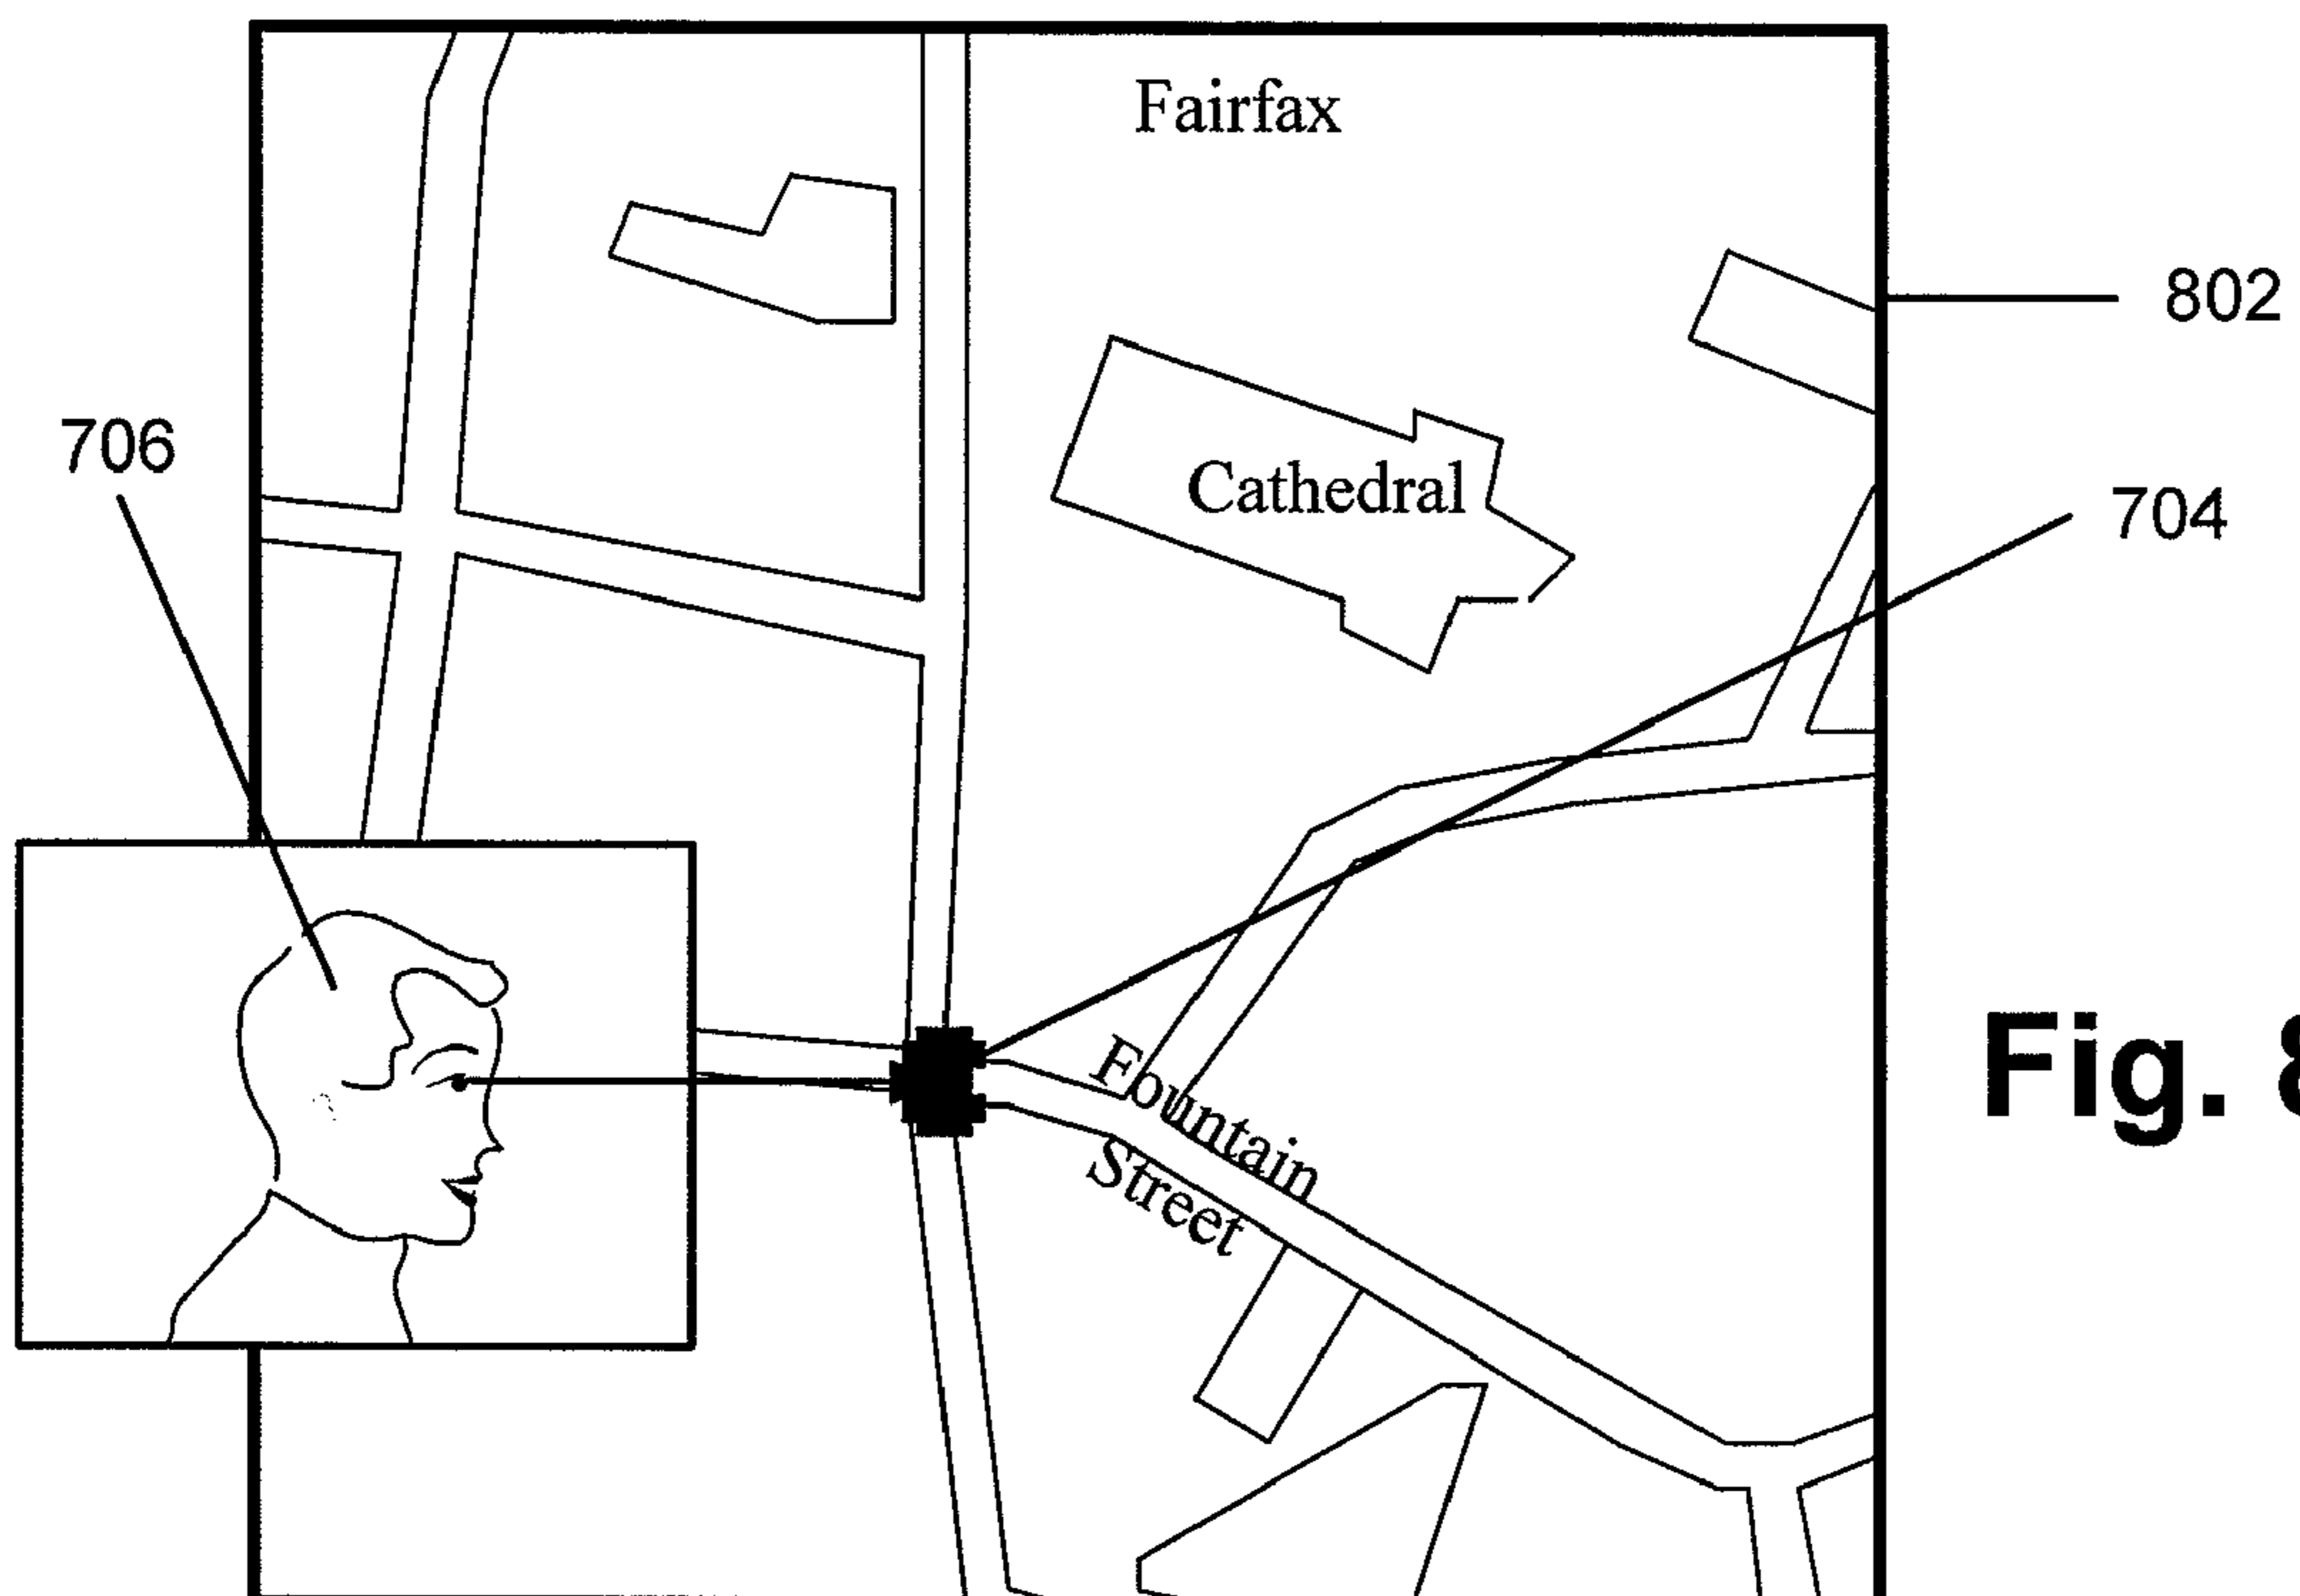 Fairfax
802
706
Cathedral
704
Fountain
Street
Fig. 8